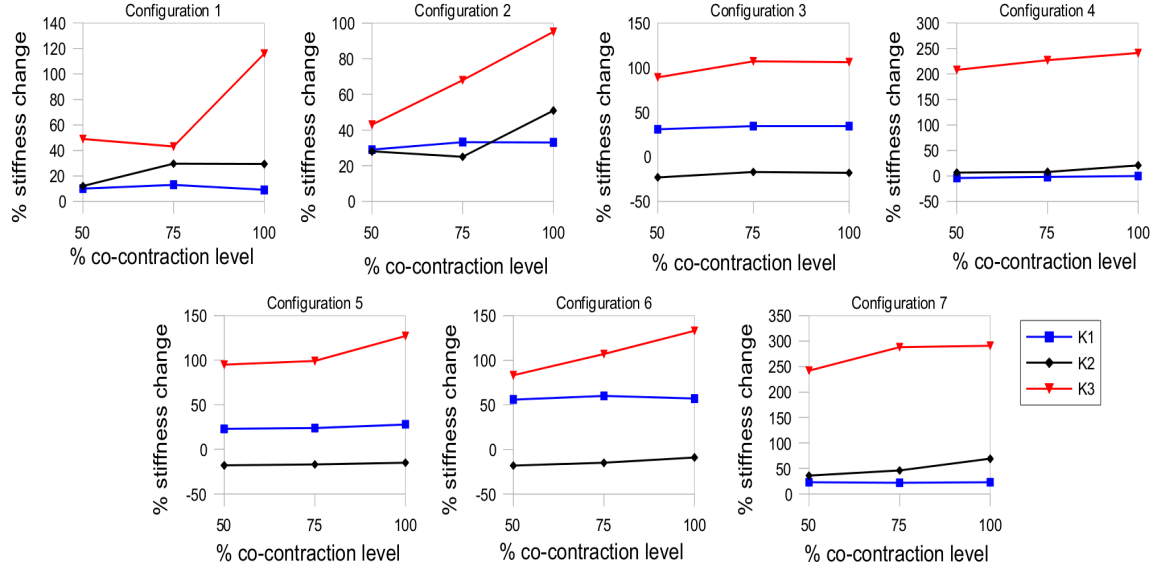 Configuration 1
% stiffness change
140
120
100
80
60
40
20
0
50 75 100
% co-contraction level
Configuration 2
% stiffness change
100
80
60
40
20
0
50 75 100
% co-contraction level
Configuration 3
% stiffness change
150
100
50
0
-50
50 75 100
% co-contraction level
Configuration 4
% stiffness change
300
250
200
150
100
50
0
-50
50 75 100
% co-contraction level
Configuration 5
% stiffness change
150
100
50
0
-50
50 75 100
% co-contraction level
Configuration 6
% stiffness change
150
100
50
0
-50
50 75 100
% co-contraction level
Configuration 7
% stiffness change
350
300
250
200
150
100
50
0
50 75 100
% co-contraction level
K1
K2
K3